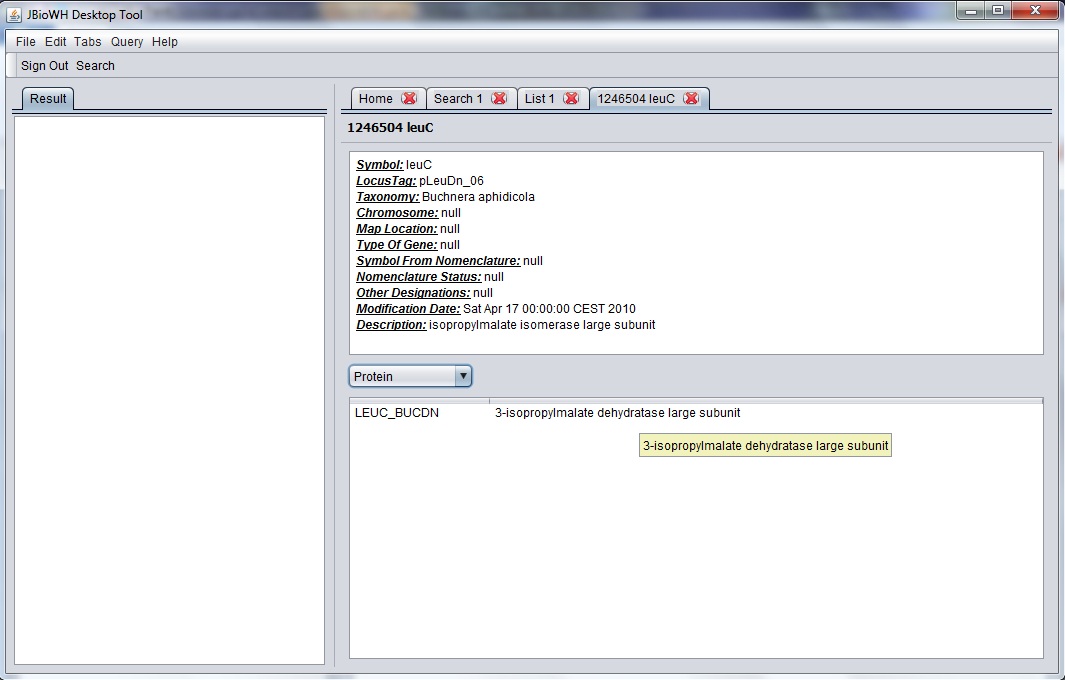 JBioWH Desktop Tool
File Edit Tabs Query Help
Sign Out Search
Result
Home Search 1 List 1 1246504 leuC
1246504 leuC
Symbol: leuC
LocusTag: pLeuDn_06
Taxonomy: Buchnera aphidicola
Chromosome: null
Map Location: null
Type Of Gene: null
Symbol From Nomenclature: null
Nomenclature Status: null
Other Designations: null
Modification Date: Sat Apr 17 00:00:00 CEST 2010
Description: isopropylmalate isomerase large subunit
Protein
LEUC_BUCDN 3-isopropylmalate dehydratase large subunit
3-isopropylmalate dehydratase large subunit